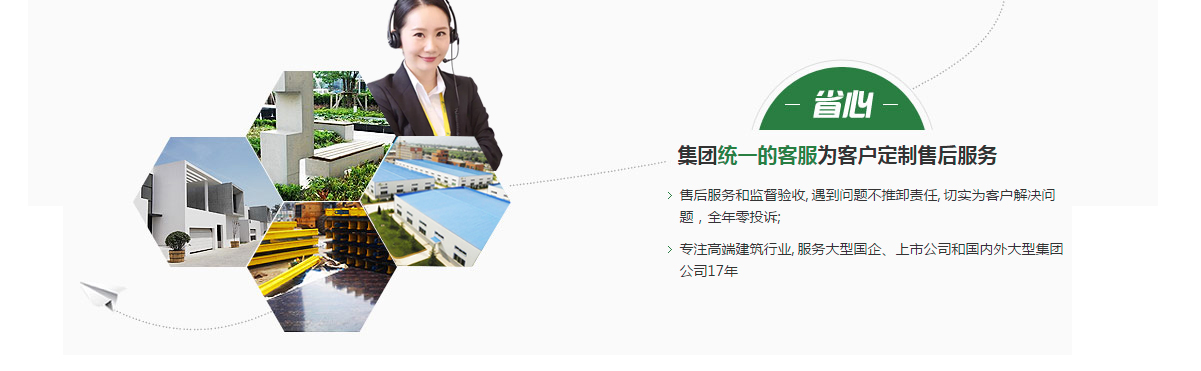 省心
集团统一的客服为客户定制售后服务
售后服务和监督验收, 遇到问题不推卸责任, 切实为客户解决问
题，全年零投诉;
专注高端建筑行业, 服务大型国企、上市公司和国内外大型集团
公司17年